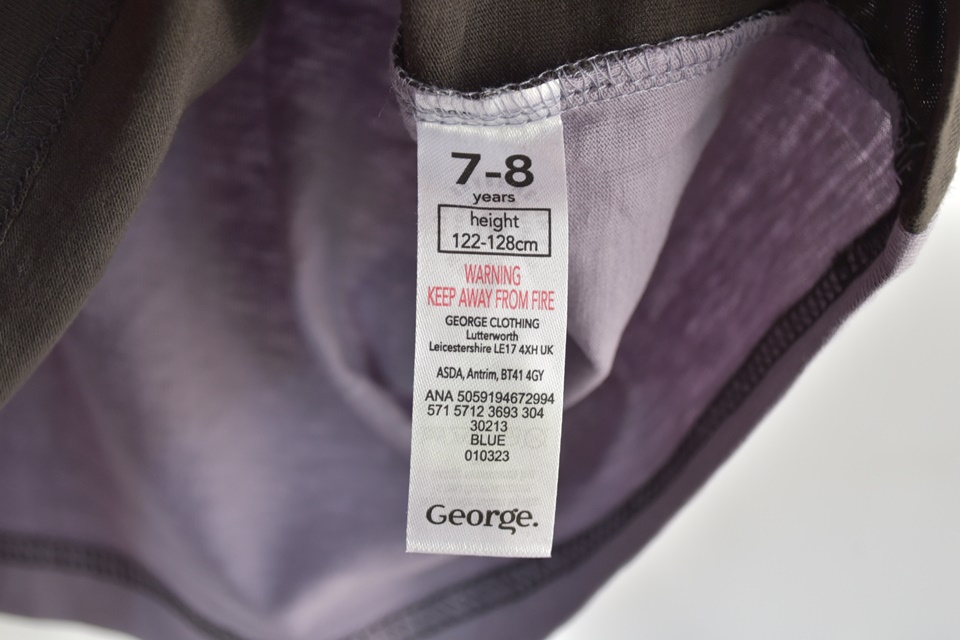 7-8
years
height
122-128cm
WARNING
KEEP AWAY FROM FIRE
GEORGE CLOTHING
Lutterworth
Leicestershire LE17 4XH UK
ASDA, Antrim, BT41 4GY
ANA 5059194672994
571 5712 3693 304
30213
BLUE
010323
George.